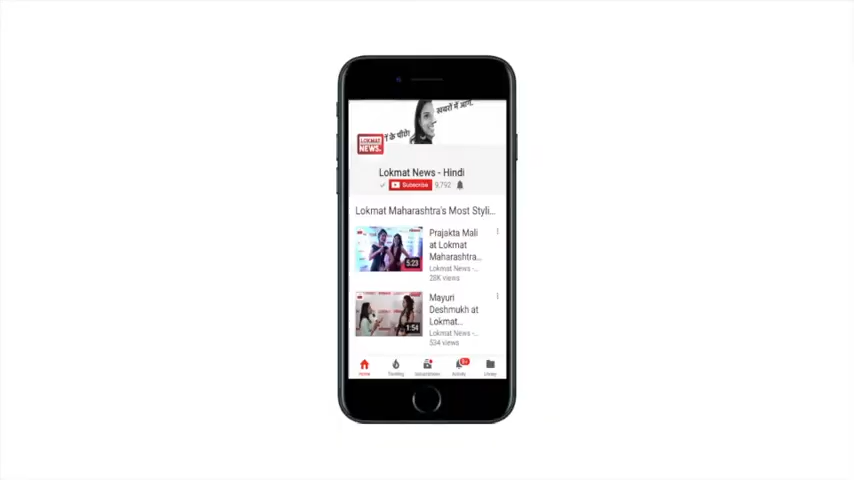 खबरों में आगे,
के पीछे!
LOKMAT
NEWS
Lokmat News - Hindi
Subscribe 9,792
Lokmat Maharashtra's Most Styli...
Prajakta Mali
at Lokmat
Maharashtra...
Lokmat News -...
28K views
5:23
Mayuri
Deshmukh at
Lokmat...
Lokmat News -...
534 views
1:54
Home Trending Subscriptions Activity Library
9+